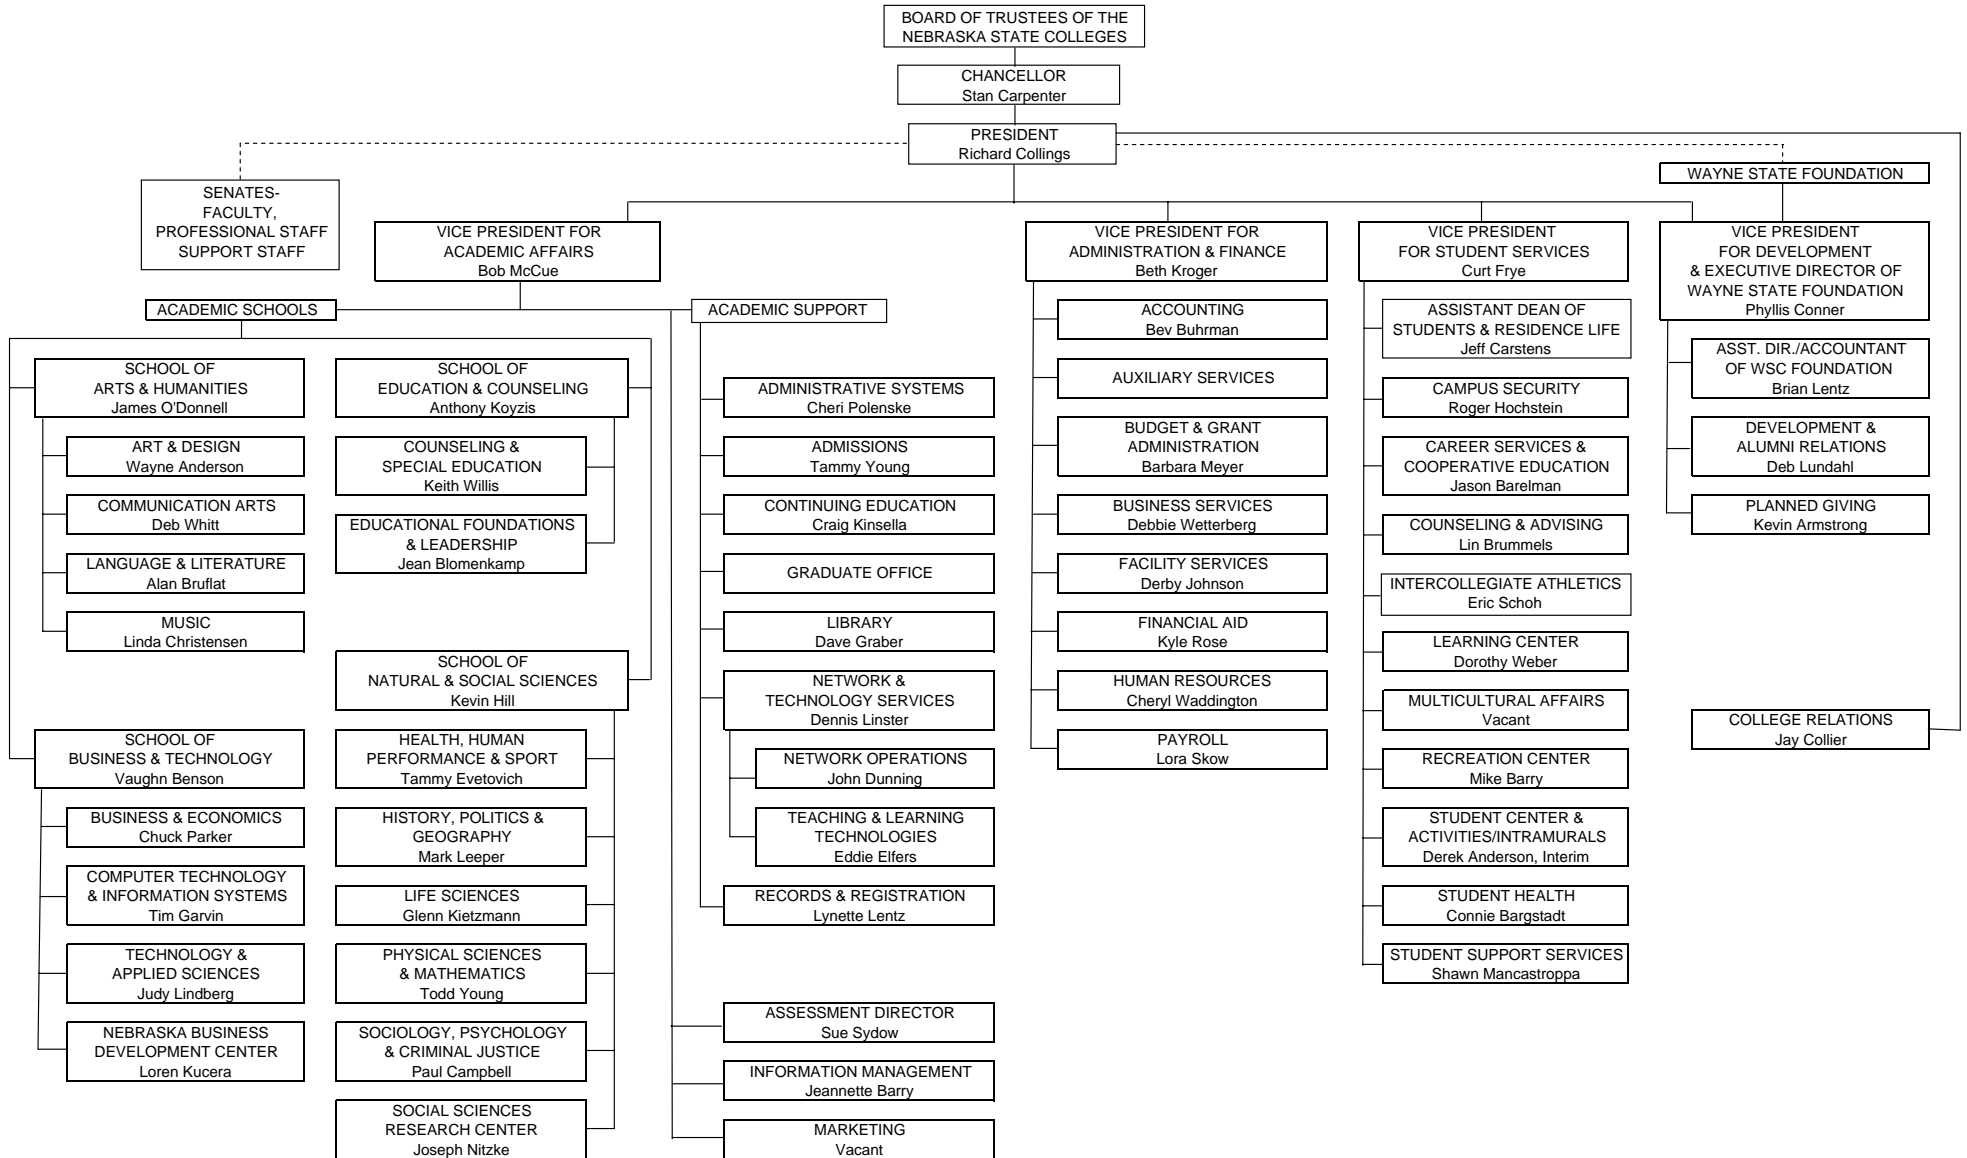 BOARD OF TRUSTEES OF THE
NEBRASKA STATE COLLEGES
CHANCELLOR
Stan Carpenter
PRESIDENT
Richard Collings
SENATES-
FACULTY,
PROFESSIONAL STAFF
SUPPORT STAFF
WAYNE STATE FOUNDATION
VICE PRESIDENT FOR
ACADEMIC AFFAIRS
Bob McCue
ACADEMIC SCHOOLS
SCHOOL OF
ARTS & HUMANITIES
James O'Donnell
ART & DESIGN
Wayne Anderson
COMMUNICATION ARTS
Deb Whitt
LANGUAGE & LITERATURE
Alan Bruflat
MUSIC
Linda Christensen
SCHOOL OF
BUSINESS & TECHNOLOGY
Vaughn Benson
BUSINESS & ECONOMICS
Chuck Parker
COMPUTER TECHNOLOGY
& INFORMATION SYSTEMS
Tim Garvin
TECHNOLOGY &
APPLIED SCIENCES
Judy Lindberg
NEBRASKA BUSINESS
DEVELOPMENT CENTER
Loren Kucera
SCHOOL OF
EDUCATION & COUNSELING
Anthony Koyzis
COUNSELING &
SPECIAL EDUCATION
Keith Willis
EDUCATIONAL FOUNDATIONS
& LEADERSHIP
Jean Blomenkamp
SCHOOL OF
NATURAL & SOCIAL SCIENCES
Kevin Hill
HEALTH, HUMAN
PERFORMANCE & SPORT
Tammy Evetovich
HISTORY, POLITICS &
GEOGRAPHY
Mark Leeper
LIFE SCIENCES
Glenn Kietzmann
PHYSICAL SCIENCES
& MATHEMATICS
Todd Young
SOCIOLOGY, PSYCHOLOGY
& CRIMINAL JUSTICE
Paul Campbell
SOCIAL SCIENCES
RESEARCH CENTER
Joseph Nitzke
ACADEMIC SUPPORT
ADMINISTRATIVE SYSTEMS
Cheri Polenske
ADMISSIONS
Tammy Young
CONTINUING EDUCATION
Craig Kinsella
GRADUATE OFFICE
LIBRARY
Dave Graber
NETWORK &
TECHNOLOGY SERVICES
Dennis Linster
NETWORK OPERATIONS
John Dunning
TEACHING & LEARNING
TECHNOLOGIES
Eddie Elfers
RECORDS & REGISTRATION
Lynette Lentz
ASSESSMENT DIRECTOR
Sue Sydow
INFORMATION MANAGEMENT
Jeannette Barry
MARKETING
Vacant
VICE PRESIDENT FOR
ADMINISTRATION & FINANCE
Beth Kroger
ACCOUNTING
Bev Buhrman
AUXILIARY SERVICES
BUDGET & GRANT
ADMINISTRATION
Barbara Meyer
BUSINESS SERVICES
Debbie Wetterberg
FACILITY SERVICES
Derby Johnson
FINANCIAL AID
Kyle Rose
HUMAN RESOURCES
Cheryl Waddington
PAYROLL
Lora Skow
VICE PRESIDENT
FOR STUDENT SERVICES
Curt Frye
ASSISTANT DEAN OF
STUDENTS & RESIDENCE LIFE
Jeff Carstens
CAMPUS SECURITY
Roger Hochstein
CAREER SERVICES &
COOPERATIVE EDUCATION
Jason Barelman
COUNSELING & ADVISING
Lin Brummels
INTERCOLLEGIATE ATHLETICS
Eric Schoh
LEARNING CENTER
Dorothy Weber
MULTICULTURAL AFFAIRS
Vacant
RECREATION CENTER
Mike Barry
STUDENT CENTER &
ACTIVITIES/INTRAMURALS
Derek Anderson, Interim
STUDENT HEALTH
Connie Bargstadt
STUDENT SUPPORT SERVICES
Shawn Mancastroppa
VICE PRESIDENT
FOR DEVELOPMENT
& EXECUTIVE DIRECTOR OF
WAYNE STATE FOUNDATION
Phyllis Conner
ASST. DIR./ACCOUNTANT
OF WSC FOUNDATION
Brian Lentz
DEVELOPMENT &
ALUMNI RELATIONS
Deb Lundahl
PLANNED GIVING
Kevin Armstrong
COLLEGE RELATIONS
Jay Collier